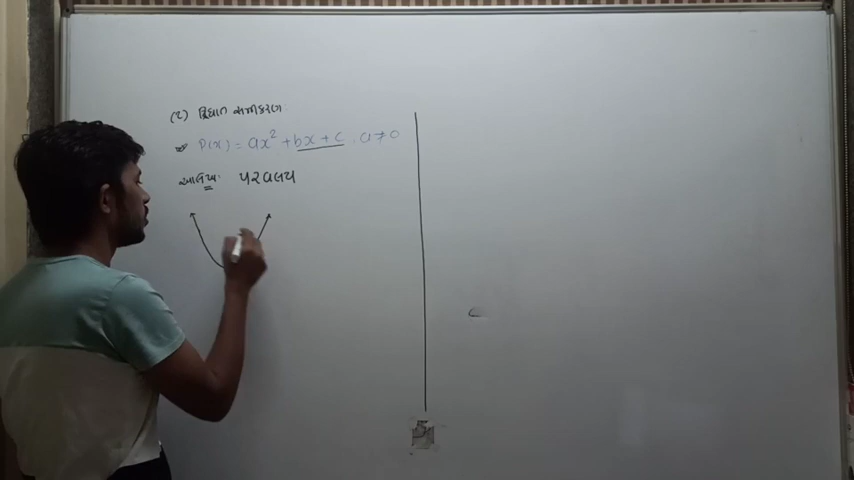 (૨) દ્વિઘાત સમીકરણ
P(x) = ax² + bx + c, a ≠ 0
આલેખ: પરવલય